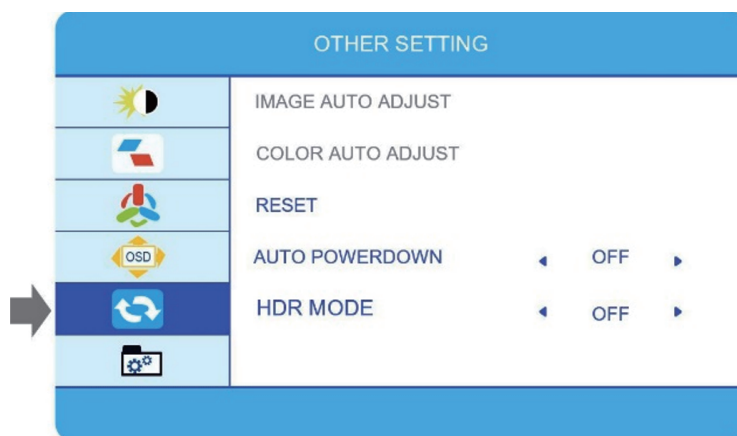 OTHER SETTING
IMAGE AUTO ADJUST
COLOR AUTO ADJUST
RESET
OSD
AUTO POWERDOWN OFF
HDR MODE OFF